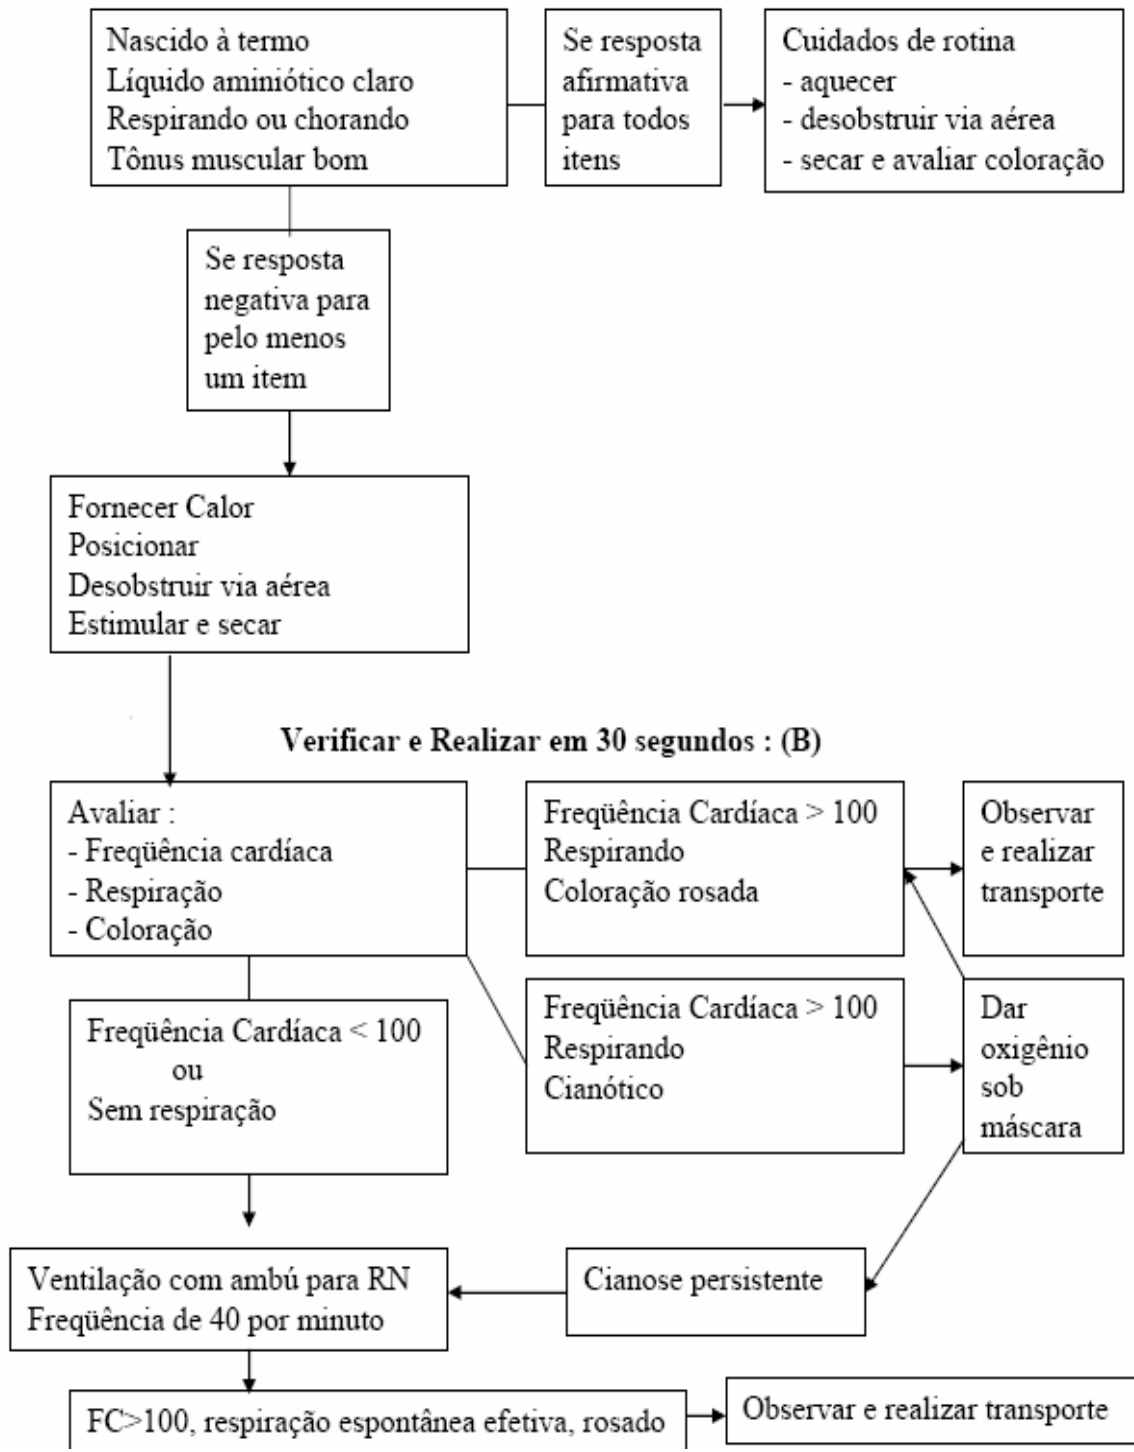 Nascido à termo
Líquido aminiótico claro
Respirando ou chorando
Tônus muscular bom
Se resposta
afirmativa
para todos
itens
Cuidados de rotina
- aquecer
- desobstruir via aérea
- secar e avaliar coloração
Se resposta
negativa para
pelo menos
um item
Fornecer Calor
Posicionar
Desobstruir via aérea
Estimular e secar
Verificar e Realizar em 30 segundos : (B)
Avaliar :
- Freqüência cardíaca
- Respiração
- Coloração
Freqüência Cardíaca > 100
Respirando
Coloração rosada
Observar
e realizar
transporte
Freqüência Cardíaca < 100
ou
Sem respiração
Freqüência Cardíaca > 100
Respirando
Cianótico
Dar
oxigênio
sob
máscara
Ventilação com ambú para RN
Freqüência de 40 por minuto
Cianose persistente
FC>100, respiração espontânea efetiva, rosado
Observar e realizar transporte